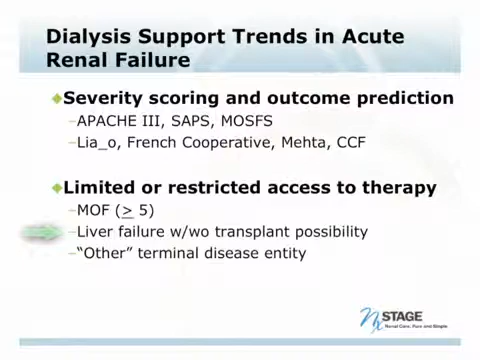 Dialysis Support Trends in Acute
Renal Failure
Severity scoring and outcome prediction
–APACHE III, SAPS, MOSFS
–Lia_o, French Cooperative, Mehta, CCF
Limited or restricted access to therapy
–MOF (≥ 5)
–Liver failure w/wo transplant possibility
–“Other” terminal disease entity
NxSTAGE
Renal Care, Pure and Simple